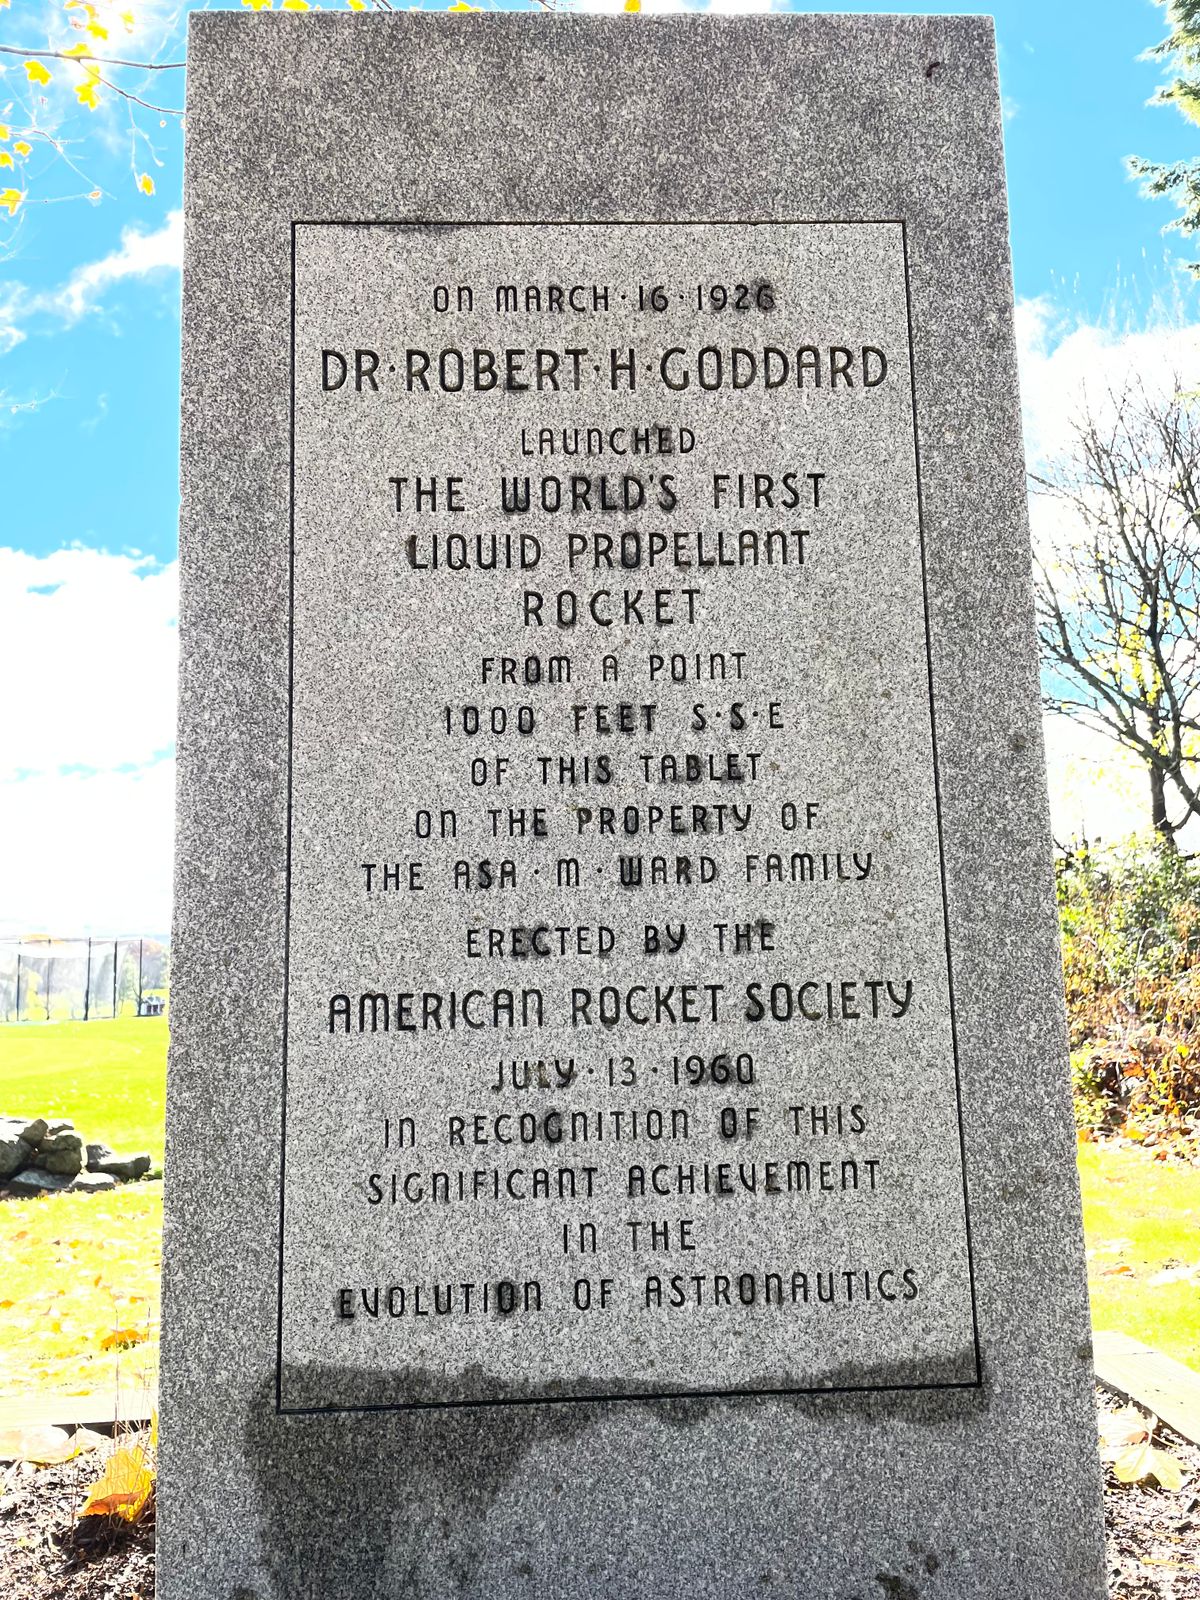 ON MARCH·16·1926
DR·ROBERT·H·GODDARD
LAUNCHED
THE WORLD'S FIRST
LIQUID PROPELLANT
ROCKET
FROM A POINT
1000 FEET S·S·E
OF THIS TABLET
ON THE PROPERTY OF
THE ASA·M·WARD FAMILY
ERECTED BY THE
AMERICAN ROCKET SOCIETY
JULY·13·1960
IN RECOGNITION OF THIS
SIGNIFICANT ACHIEVEMENT
IN THE
EVOLUTION OF ASTRONAUTICS